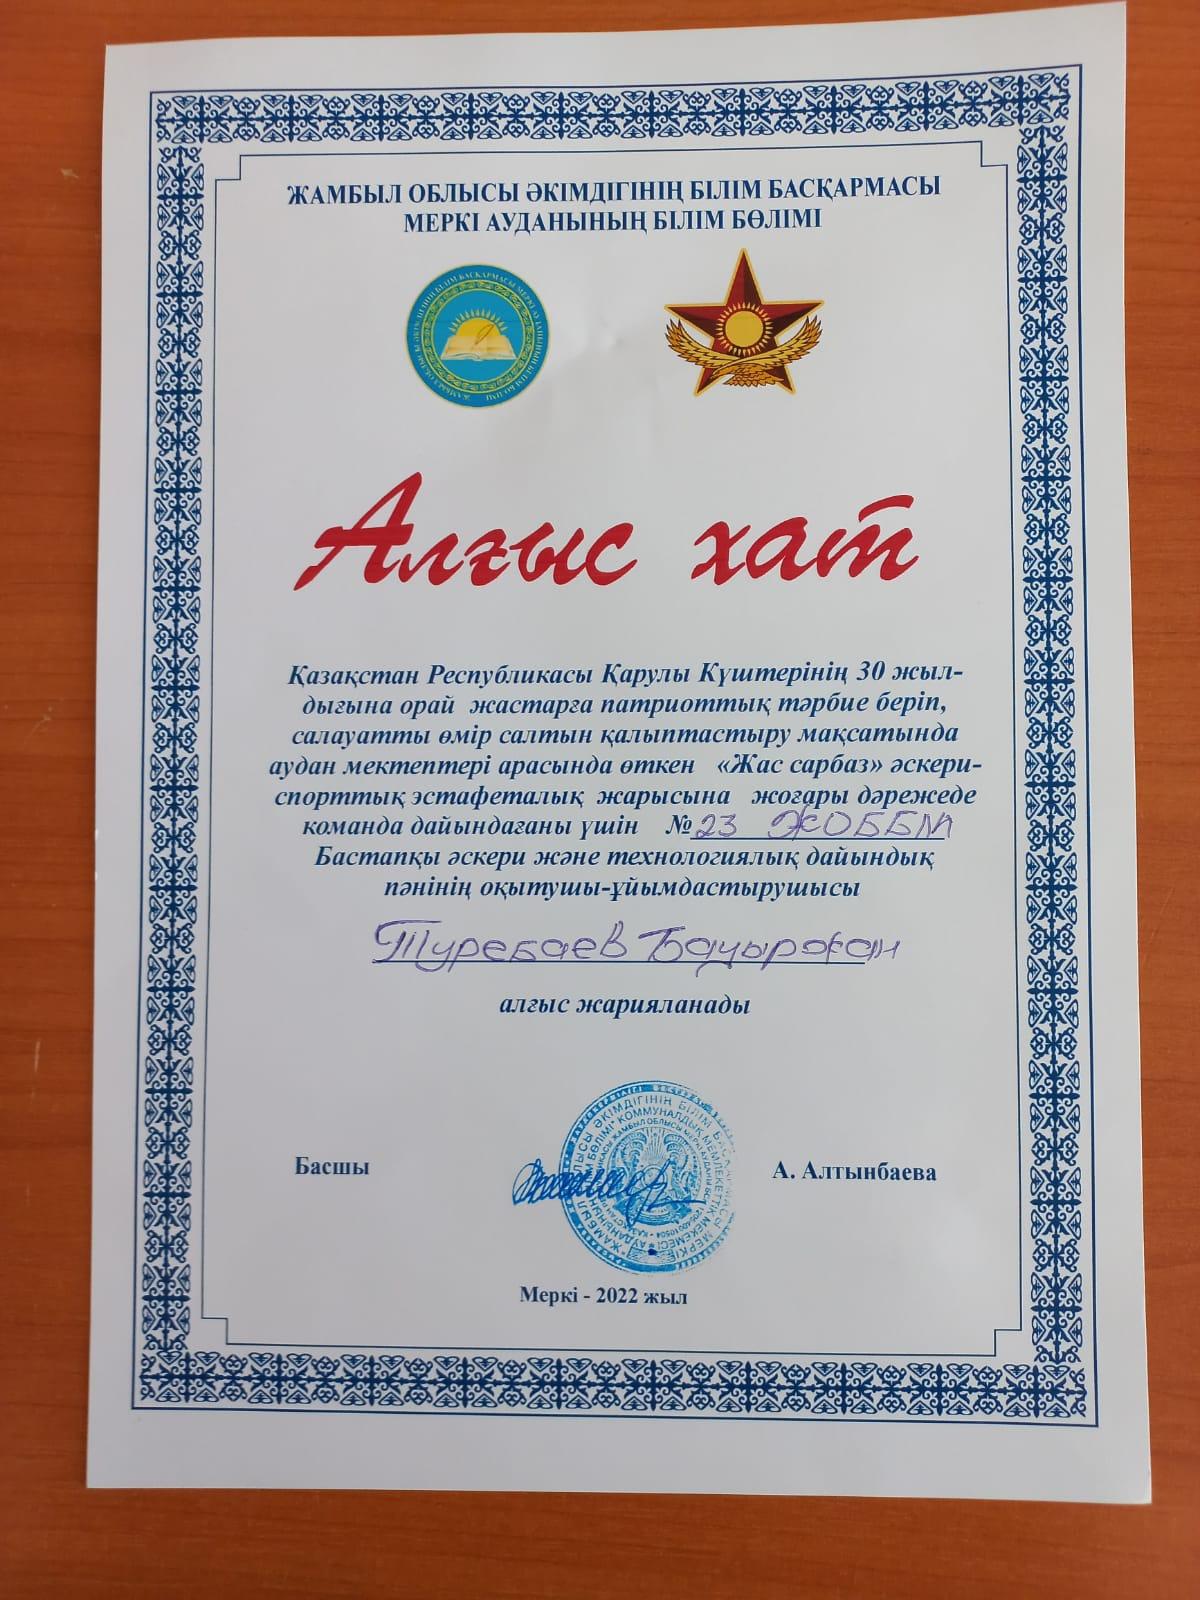 ЖАМБЫЛ ОБЛЫСЫ ӘКІМДІГІНІҢ БІЛІМ БАСҚАРМАСЫ
МЕРКІ АУДАНЫНЫҢ БІЛІМ БӨЛІМІ
Алғыс хат
Қазақстан Республикасы Қарулы Күштерінің 30 жыл-
дығына орай жастарға патриоттық тәрбие беріп,
салауатты өмір салтын қалыптастыру мақсатында
аудан мектептері арасында өткен «Жас сарбаз» әскери-
спорттық эстафеталық жарысына жоғары дәрежеде
команда дайындағаны үшін №23 ЖОББМ
Бастапқы әскери және технологиялық дайындық
пәнінің оқытушы-ұйымдастырушысы
Туребаев Бауыржан
алғыс жарияланады
Басшы А. Алтынбаева
Меркі - 2022 жыл